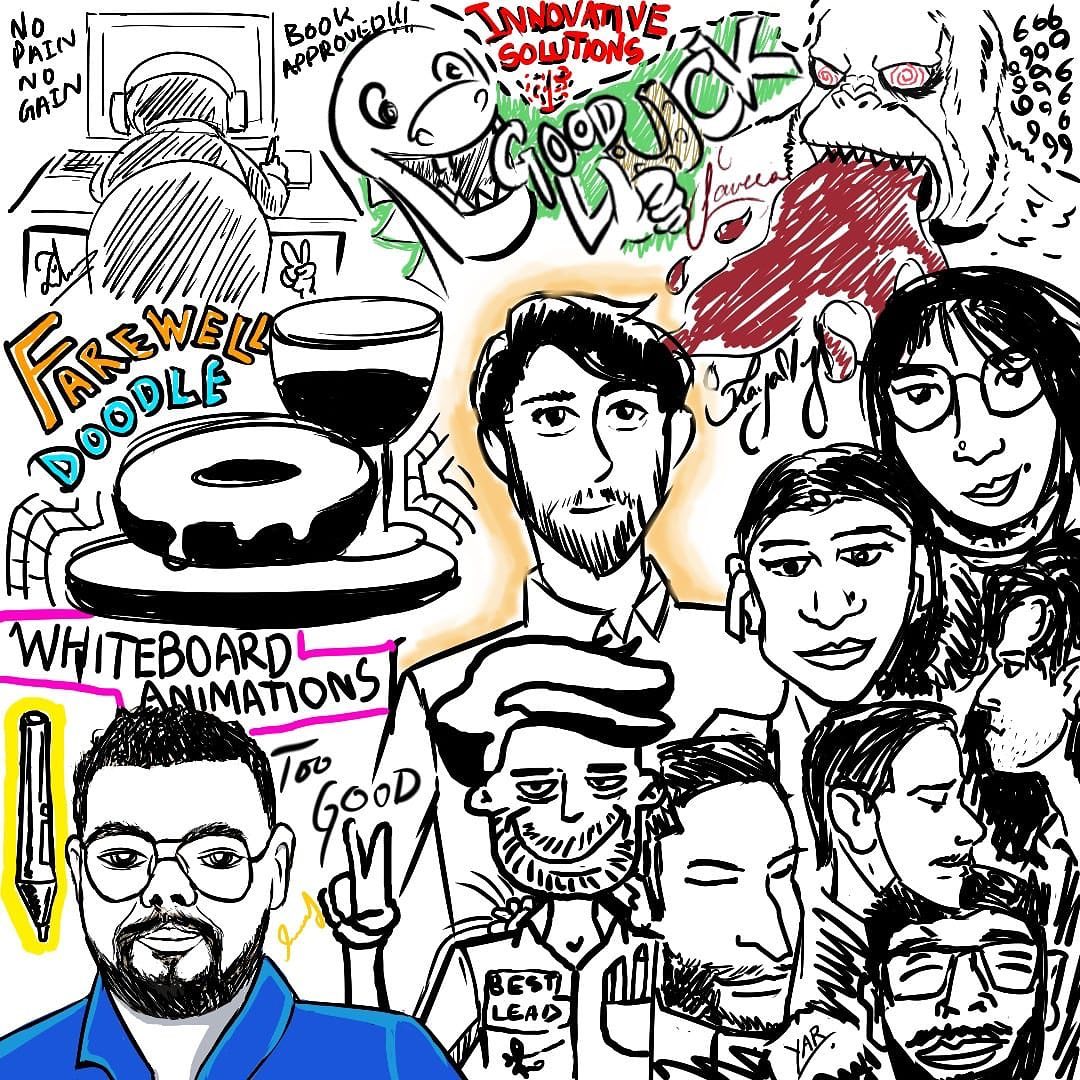 NO
PAIN
NO
GAIN
BOOK
APPROVED!!!
INNOVATIVE
SOLUTIONS
GOOD
LUCK
FAREWELL
DOODLE
WHITEBOARD
ANIMATIONS
TOO
GOOD
BEST
LEAD
YAR.